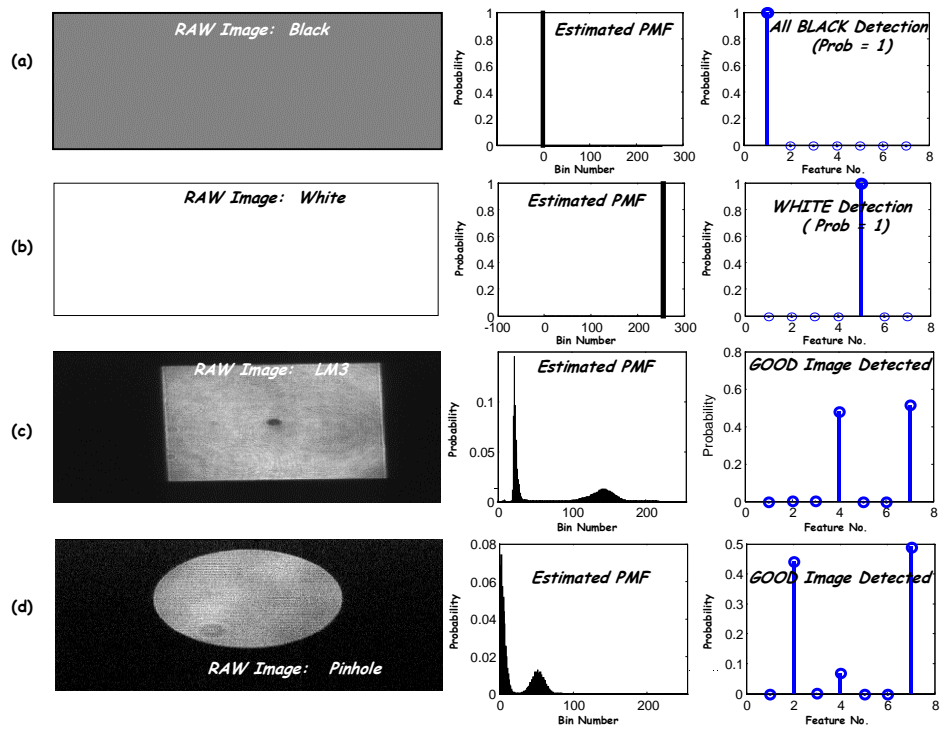 (a)
RAW Image: Black
Estimated PMF
Probability
1
0.8
0.6
0.4
0.2
0
0
100
200
300
Bin Number
All BLACK Detection
(Prob = 1)
Probability
1
0.8
0.6
0.4
0.2
0
0
2
4
6
8
Feature No.
(b)
RAW Image: White
Estimated PMF
Probability
1
0.8
0.6
0.4
0.2
0
-100
0
100
200
300
Bin Number
WHITE Detection
( Prob = 1)
Probability
1
0.8
0.6
0.4
0.2
0
0
2
4
6
8
Feature No.
(c)
RAW Image: LM3
Estimated PMF
Probability
0.1
0.05
0
0
100
200
Bin Number
GOOD Image Detected
Probability
0.8
0.6
0.4
0.2
0
0
2
4
6
8
Feature No.
(d)
RAW Image: Pinhole
Estimated PMF
Probability
0.08
0.06
0.04
0.02
0
0
100
200
Bin Number
GOOD Image Detected
Probability
0.5
0.4
0.3
0.2
0.1
0
0
2
4
6
8
Feature No.